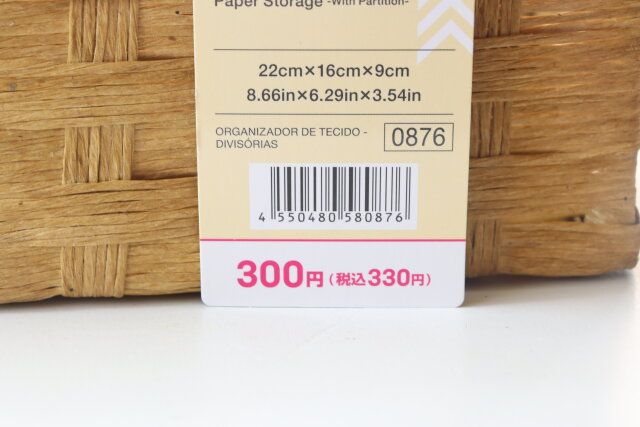 Paper Storage -With Partition-
22cm×16cm×9cm
8.66in×6.29in×3.54in
ORGANIZADOR DE TECIDO -
DIVISÓRIAS
0876
4 550480 580876
300円(税込330円)